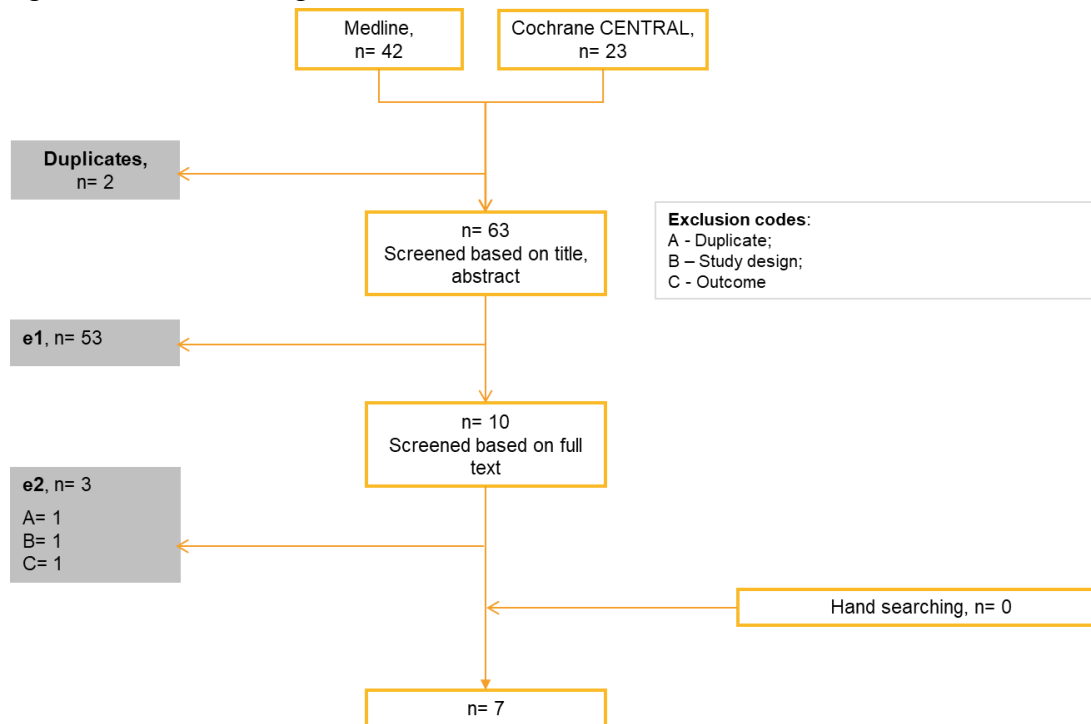 Medline,
n= 42
Cochrane CENTRAL,
n= 23
Duplicates,
n= 2
n= 63
Screened based on title,
abstract
Exclusion codes:
A - Duplicate;
B – Study design;
C - Outcome
e1, n= 53
n= 10
Screened based on full
text
e2, n= 3
A= 1
B= 1
C= 1
Hand searching, n= 0
n= 7